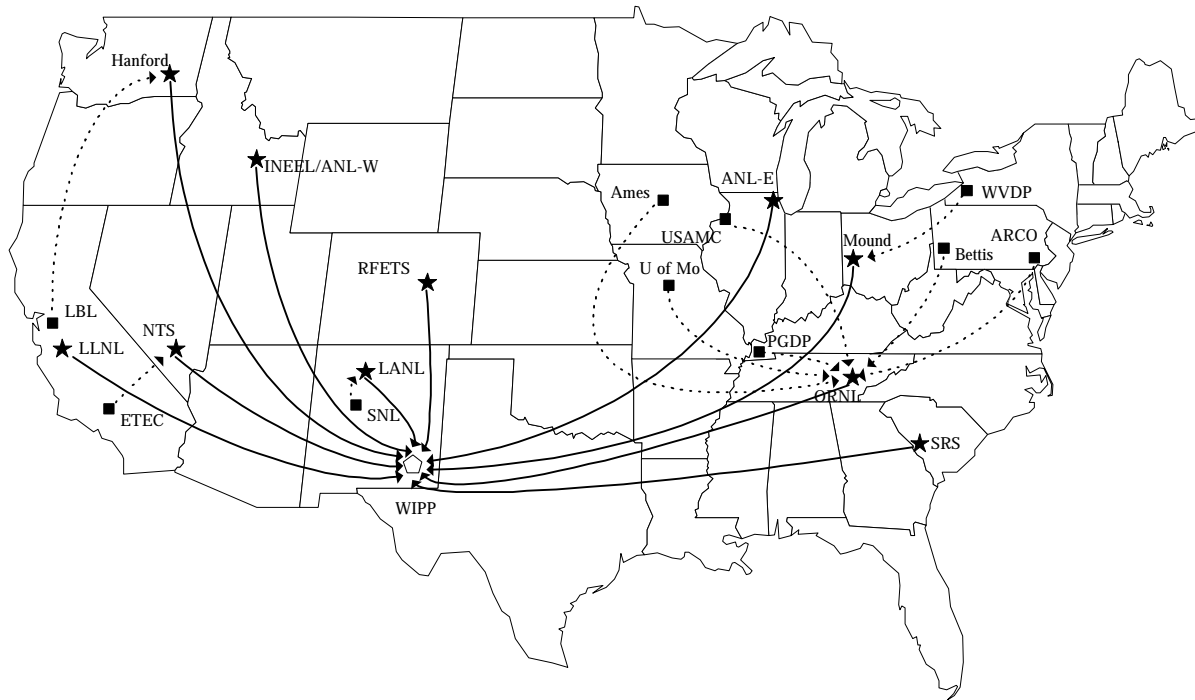 Hanford
INEEL/ANL-W
ANL-E
Ames
WVDP
USAMC
Mound
ARCO
Bettis
RFETS
U of Mo
LBL
NTS
LLNL
PGDP
LANL
ORNL
SNL
ETEC
SRS
WIPP